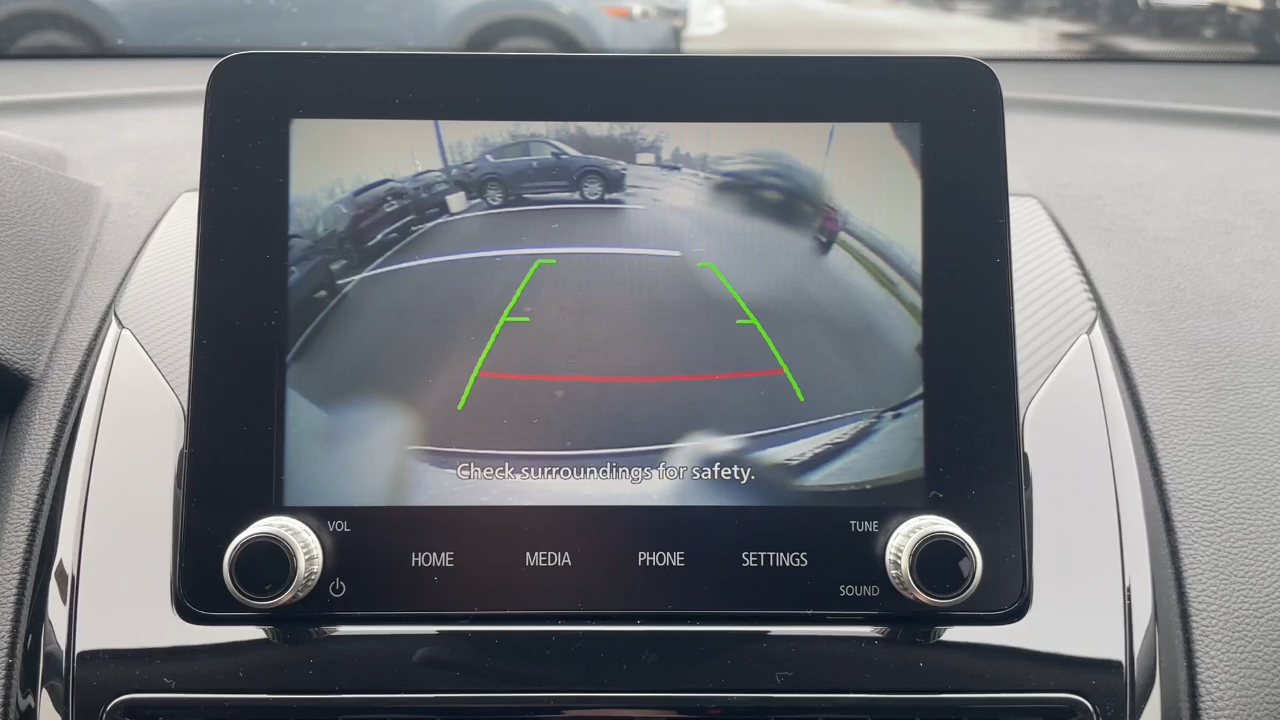 Check surroundings for safety.
VOL
TUNE
HOME MEDIA PHONE SETTINGS
SOUND